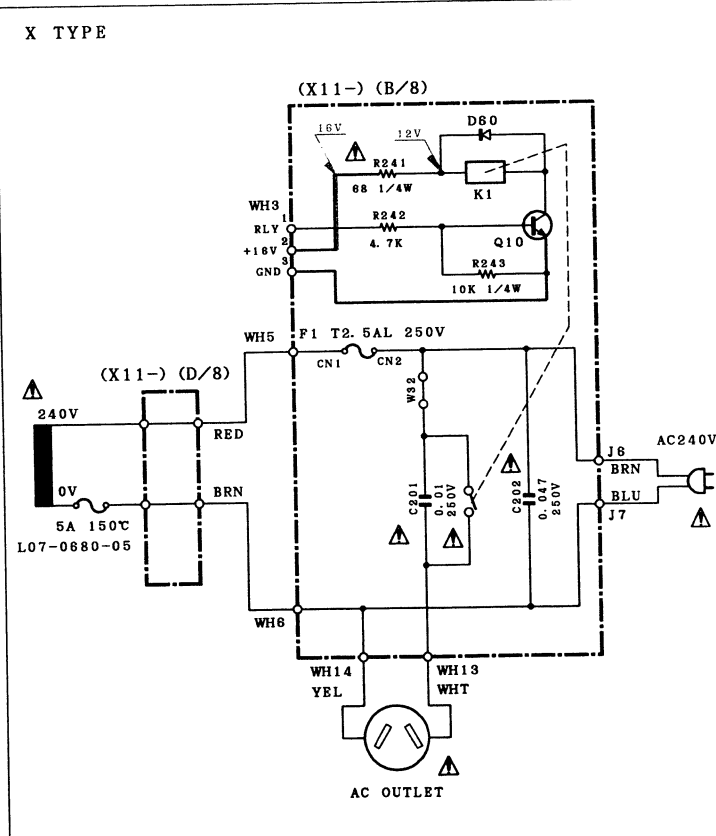 X TYPE
(X11-) (B/8)
D60
16V
12V
R241
68 1/4W
K1
WH3
1
RLY
R242
4.7K
2
+16V
Q10
3
GND
R243
10K 1/4W
WH5
F1 T2.5AL 250V
CN1
CN2
(X11-) (D/8)
W32
240V
RED
AC240V
J6
BRN
C201
0.01
250V
C202
0.047
250V
0V
BRN
BLU
J7
5A 150℃
L07-0680-05
WH6
WH14
YEL
WH13
WHT
AC OUTLET